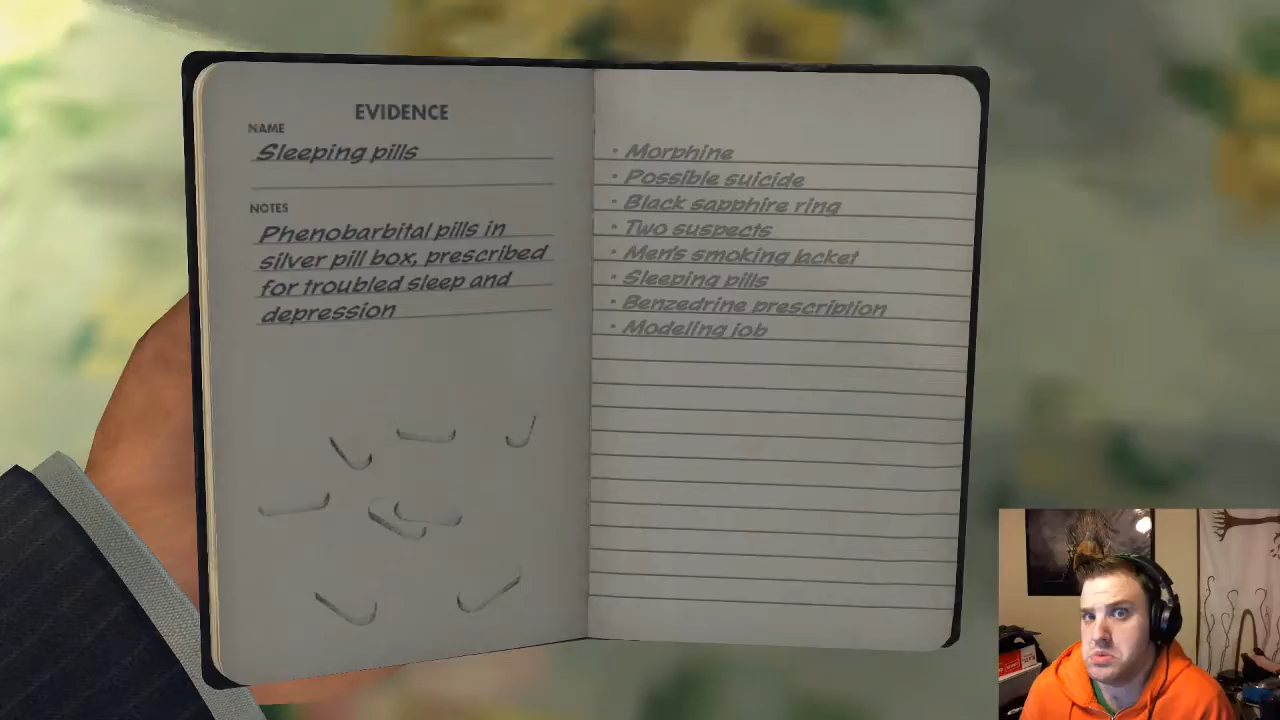 EVIDENCE
NAME
Sleeping pills
NOTES
Phenobarbital pills in
silver pill box, prescribed
for troubled sleep and
depression
• Morphine
• Possible suicide
• Black sapphire ring
• Two suspects
• Men's smoking jacket
• Sleeping pills
• Benzedrine prescription
• Modeling job